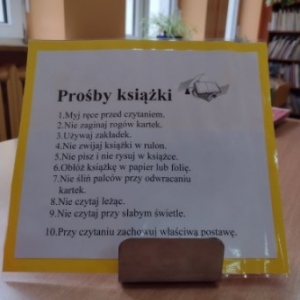 Prośby książki
1.Myj ręce przed czytaniem.
2.Nie zaginaj rogów kartek.
3.Używaj zakładek.
4.Nie zwijaj książki w rulon.
5.Nie pisz i nie rysuj w książce.
6.Obłóż książkę w papier lub folię.
7.Nie śliń palców przy odwracaniu
kartek.
8.Nie czytaj leżąc.
9.Nie czytaj przy słabym świetle.
10.Przy czytaniu zachowuj właściwą postawę.